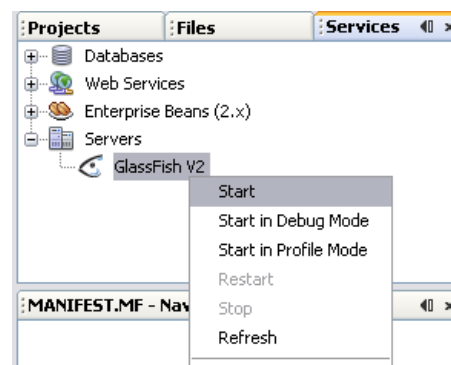 Projects Files Services
Databases
Web Services
Enterprise Beans (2.x)
Servers
GlassFish V2
Start
Start in Debug Mode
Start in Profile Mode
Restart
MANIFEST.MF - Nav
Stop
Refresh